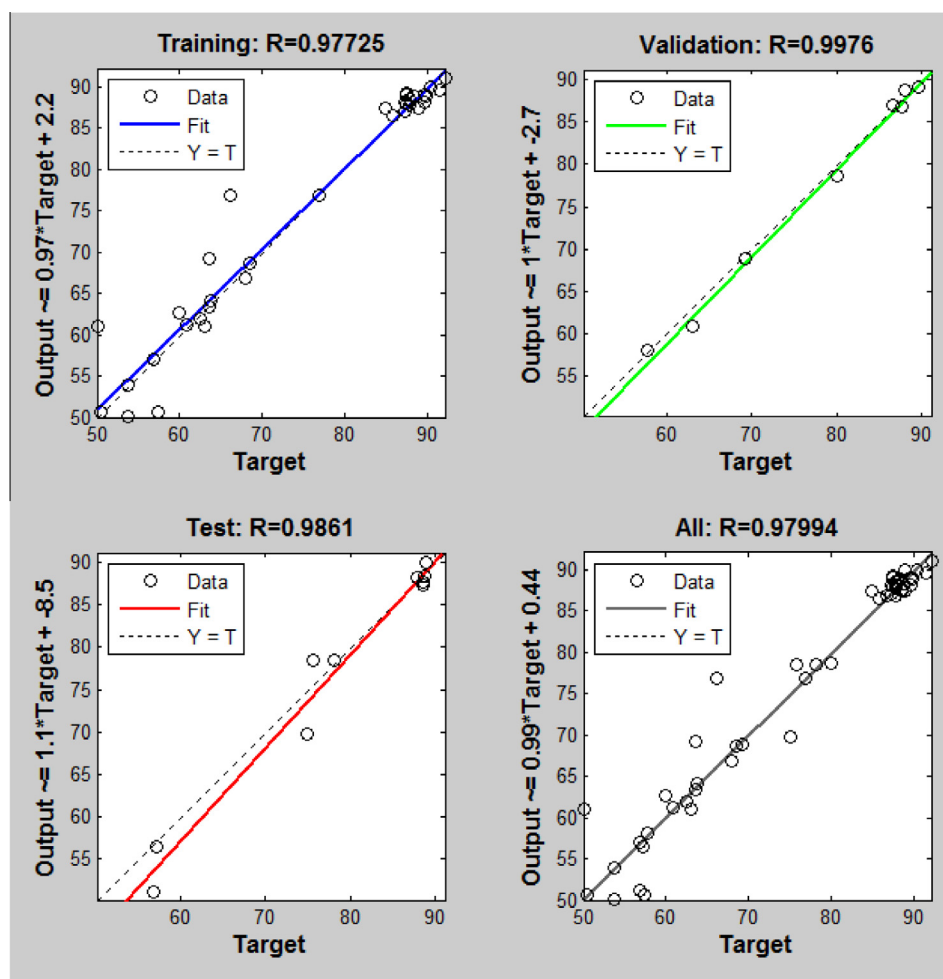 Training: R=0.97725
Output ~= 0.97*Target + 2.2
90
85
80
75
70
65
60
55
50
Data
Fit
Y = T
50
60
70
80
90
Target
Validation: R=0.9976
Output ~= 1*Target + -2.7
90
85
80
75
70
65
60
55
Data
Fit
Y = T
60
70
80
90
Target
Test: R=0.9861
Output ~= 1.1*Target + -8.5
90
85
80
75
70
65
60
55
Data
Fit
Y = T
60
70
80
90
Target
All: R=0.97994
Output ~= 0.99*Target + 0.44
90
85
80
75
70
65
60
55
50
Data
Fit
Y = T
50
60
70
80
90
Target